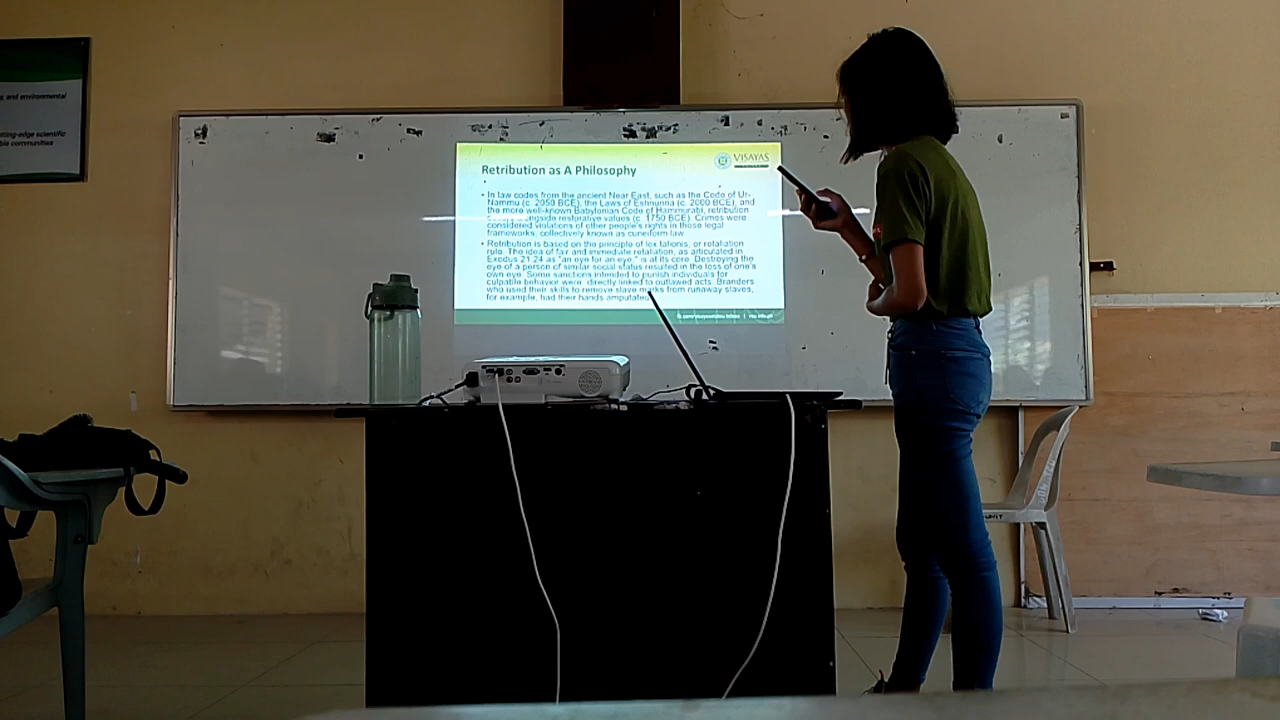 g, and environmental
tting-edge scientific
ble communities
VISAYAS
Retribution as A Philosophy
• In law codes from the ancient Near East, such as the Code of Ur-
Nammu (c. 2050 BCE), the Laws of Eshnunna (c. 2000 BCE), and
the more well-known Babylonian Code of Hammurabi, retribution
alongside restorative values (c. 1750 BCE). Crimes were
considered violations of other people's rights in these legal
frameworks, collectively known as cuneiform law.
• Retribution is based on the principle of lex talionis, or retaliation
rule. The idea of fair and immediate retaliation, as articulated in
Exodus 21:24 as "an eye for an eye," is at its core. Destroying the
eye of a person of similar social status resulted in the loss of one's
own eye. Some sanctions intended to punish individuals for
culpable behavior were directly linked to outlawed acts. Branders
who used their skills to remove slave marks from runaway slaves,
for example, had their hands amputated